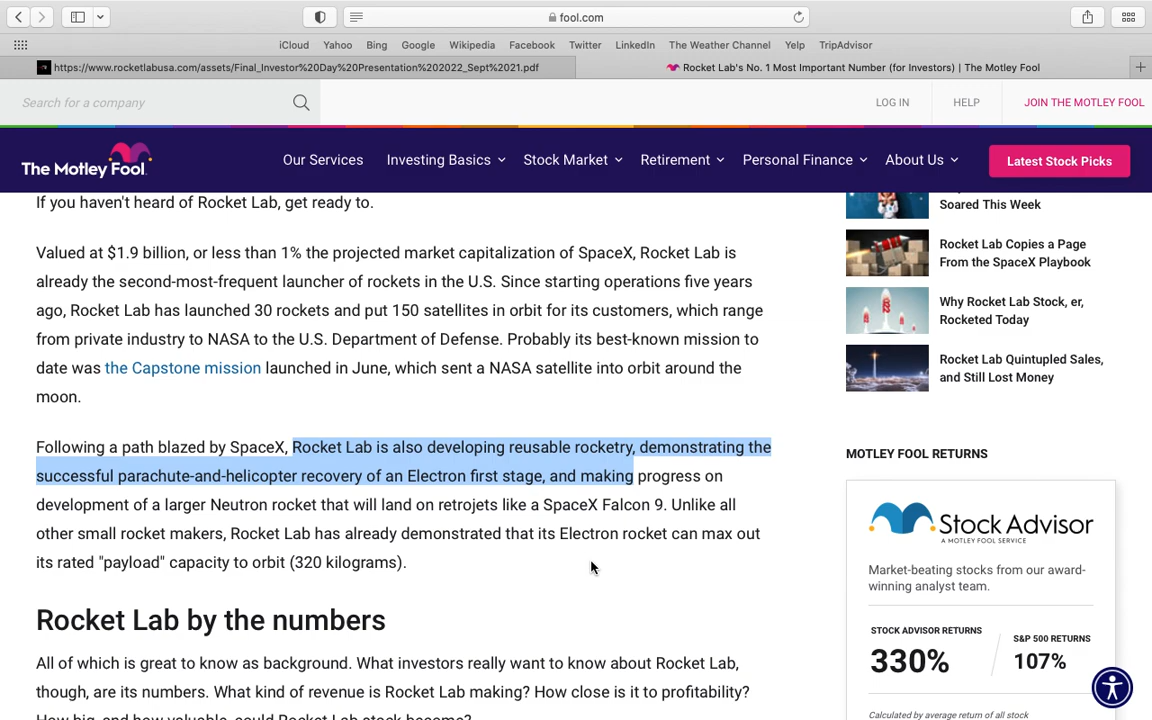 fool.com
iCloud Yahoo Bing Google Wikipedia Facebook Twitter LinkedIn The Weather Channel Yelp TripAdvisor
https://www.rocketlabusa.com/assets/Final_Investor%20Day%20Presentation%202022_Sept%2021.pdf
Rocket Lab's No. 1 Most Important Number (for Investors) | The Motley Fool
Search for a company
LOG IN HELP JOIN THE MOTLEY FOOL
The Motley Fool
Our Services Investing Basics Stock Market Retirement Personal Finance About Us Latest Stock Picks
If you haven't heard of Rocket Lab, get ready to.
Valued at $1.9 billion, or less than 1% the projected market capitalization of SpaceX, Rocket Lab is
already the second-most-frequent launcher of rockets in the U.S. Since starting operations five years
ago, Rocket Lab has launched 30 rockets and put 150 satellites in orbit for its customers, which range
from private industry to NASA to the U.S. Department of Defense. Probably its best-known mission to
date was the Capstone mission launched in June, which sent a NASA satellite into orbit around the
moon.
Following a path blazed by SpaceX, Rocket Lab is also developing reusable rocketry, demonstrating the
successful parachute-and-helicopter recovery of an Electron first stage, and making progress on
development of a larger Neutron rocket that will land on retrojets like a SpaceX Falcon 9. Unlike all
other small rocket makers, Rocket Lab has already demonstrated that its Electron rocket can max out
its rated "payload" capacity to orbit (320 kilograms).
Rocket Lab by the numbers
All of which is great to know as background. What investors really want to know about Rocket Lab,
though, are its numbers. What kind of revenue is Rocket Lab making? How close is it to profitability?
How big, and how valuable, could Rocket Lab stock become?
Soared This Week
Rocket Lab Copies a Page
From the SpaceX Playbook
Why Rocket Lab Stock, er,
Rocketed Today
Rocket Lab Quintupled Sales,
and Still Lost Money
MOTLEY FOOL RETURNS
Stock Advisor
A MOTLEY FOOL SERVICE
Market-beating stocks from our award-
winning analyst team.
STOCK ADVISOR RETURNS
330%
S&P 500 RETURNS
107%
Calculated by average return of all stock